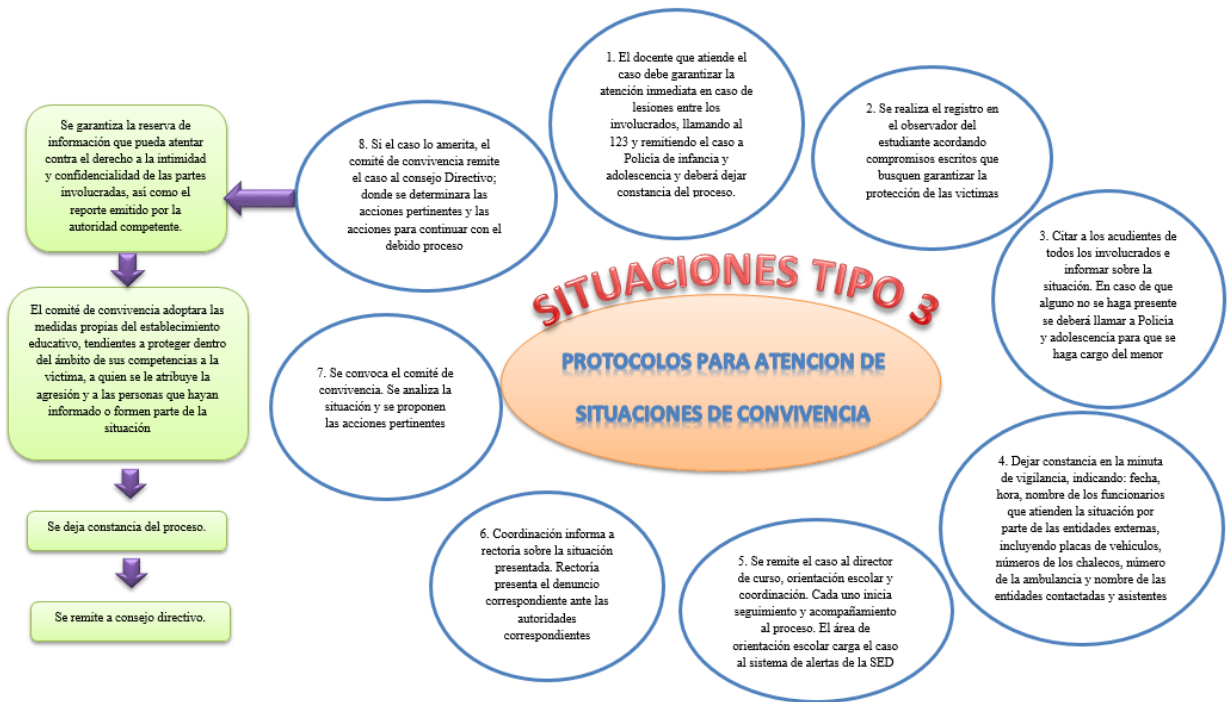 SITUACIONES TIPO 3
PROTOCOLOS PARA ATENCION DE
SITUACIONES DE CONVIVENCIA
1. El docente que atiende el
caso debe garantizar la
atención inmediata en caso de
lesiones entre los
involucrados, llamando al
123 y remitiendo el caso a
Policía de infancia y
adolescencia y deberá dejar
constancia del proceso.
2. Se realiza el registro en
el observador del
estudiante acordando
compromisos escritos que
busquen garantizar la
protección de las victimas
3. Citar a los acudientes de
todos los involucrados e
informar sobre la
situación. En caso de que
alguno no se haga presente
se deberá llamar a Policía
y adolescencia para que se
haga cargo del menor
4. Dejar constancia en la minuta
de vigilancia, indicando: fecha,
hora, nombre de los funcionarios
que atienden la situación por
parte de las entidades externas,
incluyendo placas de vehículos,
números de los chalecos, número
de la ambulancia y nombre de las
entidades contactadas y asistentes
5. Se remite el caso al director
de curso, orientación escolar y
coordinación. Cada uno inicia
seguimiento y acompañamiento
al proceso. El área de
orientación escolar carga el caso
al sistema de alertas de la SED
6. Coordinación informa a
rectoría sobre la situación
presentada. Rectoría
presenta el denuncio
correspondiente ante las
autoridades
correspondientes
7. Se convoca el comité de
convivencia. Se analiza la
situación y se proponen
las acciones pertinentes
8. Si el caso lo amerita, el
comité de convivencia remite
el caso al consejo Directivo;
donde se determinara las
acciones pertinentes y las
acciones para continuar con el
debido proceso
Se garantiza la reserva de
información que pueda atentar
contra el derecho a la intimidad
y confidencialidad de las partes
involucradas, así como el
reporte emitido por la
autoridad competente.
El comité de convivencia adoptara las
medidas propias del establecimiento
educativo, tendientes a proteger dentro
del ámbito de sus competencias a la
víctima, a quien se le atribuye la
agresión y a las personas que hayan
informado o formen parte de la
situación
Se deja constancia del proceso.
Se remite a consejo directivo.